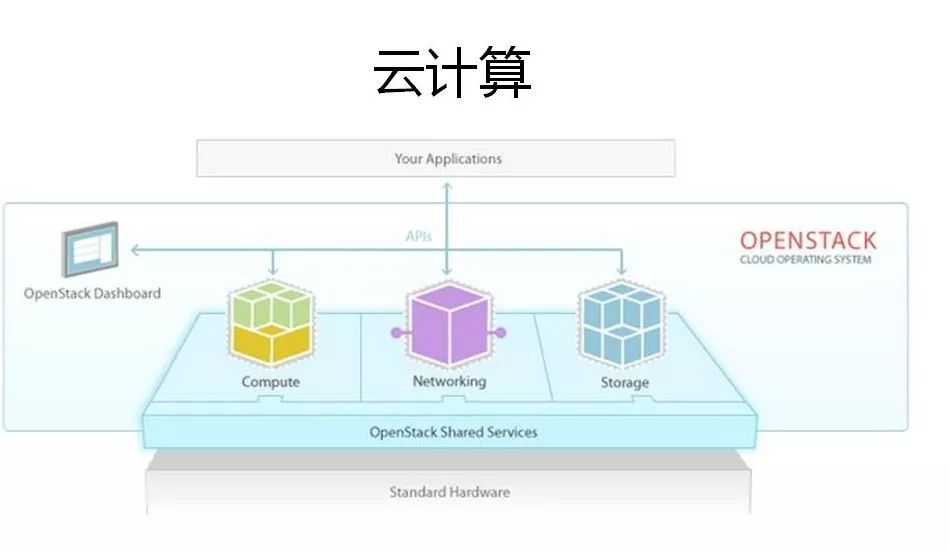 云计算
Your Applications
APIs
OPENSTACK
CLOUD OPERATING SYSTEM
OpenStack Dashboard
Compute
Networking
Storage
OpenStack Shared Services
Standard Hardware